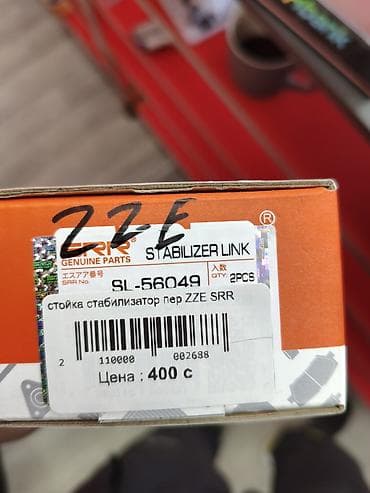 ZZE
SRR
®
GENUINE PARTS
STABILIZER LINK
エスアア番号
SRR No.
SL-56049
入数
QTY:
2PCS
стойка стабилизатор пер ZZE SRR
2 110000 002688
Цена : 400 с